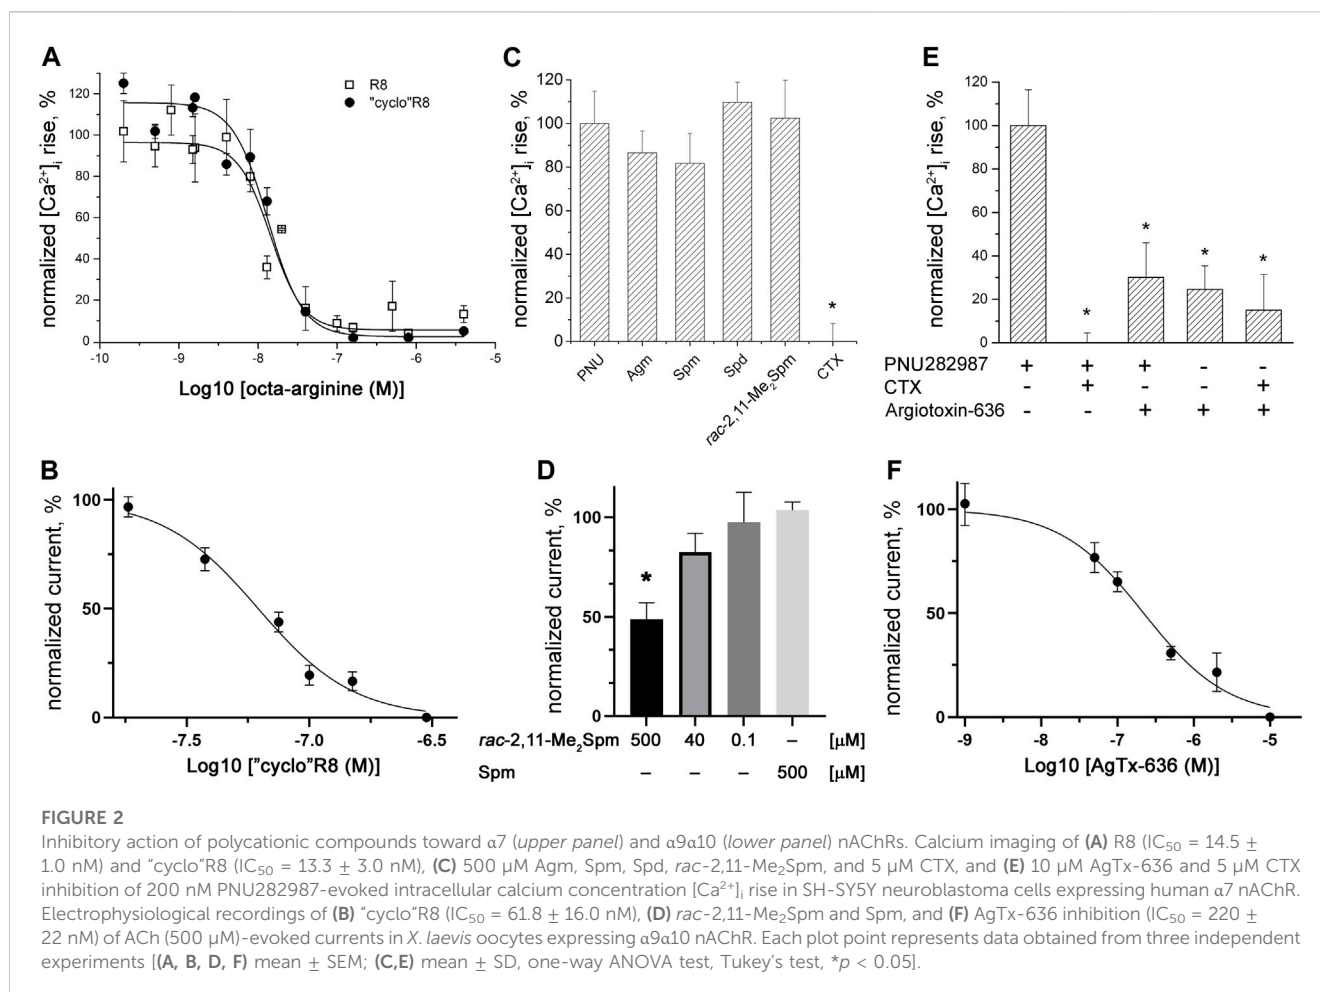 A
normalized [Ca²⁺]ᵢ rise, %
120
100
80
60
40
20
0
-10 -9 -8 -7 -6 -5
Log10 [octa-arginine (M)]
R8
"cyclo"R8
C
normalized [Ca²⁺]ᵢ rise, %
120
100
80
60
40
20
0
PNU Agm Spm Spd rac-2,11-Me₂Spm CTX
*
E
normalized [Ca²⁺]ᵢ rise, %
120
100
80
60
40
20
0
* * * *
PNU282987 + + + - -
CTX - + - - +
Argiotoxin-636 - - + + +
B
normalized current, %
100
50
0
-7.5 -7.0 -6.5
Log10 ["cyclo"R8 (M)]
D
normalized current, %
100
50
0
*
rac-2,11-Me₂Spm 500 40 0.1 – [μM]
Spm – – – 500 [μM]
F
normalized current, %
100
50
0
-9 -8 -7 -6 -5
Log10 [AgTx-636 (M)]
FIGURE 2
Inhibitory action of polycationic compounds toward α7 (upper panel) and α9α10 (lower panel) nAChRs. Calcium imaging of (A) R8 (IC₅₀ = 14.5 ±
1.0 nM) and "cyclo"R8 (IC₅₀ = 13.3 ± 3.0 nM), (C) 500 μM Agm, Spm, Spd, rac-2,11-Me₂Spm, and 5 μM CTX, and (E) 10 μM AgTx-636 and 5 μM CTX
inhibition of 200 nM PNU282987-evoked intracellular calcium concentration [Ca²⁺]ᵢ rise in SH-SY5Y neuroblastoma cells expressing human α7 nAChR.
Electrophysiological recordings of (B) "cyclo"R8 (IC₅₀ = 61.8 ± 16.0 nM), (D) rac-2,11-Me₂Spm and Spm, and (F) AgTx-636 inhibition (IC₅₀ = 220 ±
22 nM) of ACh (500 μM)-evoked currents in X. laevis oocytes expressing α9α10 nAChR. Each plot point represents data obtained from three independent
experiments [(A, B, D, F) mean ± SEM; (C,E) mean ± SD, one-way ANOVA test, Tukey's test, *p < 0.05].